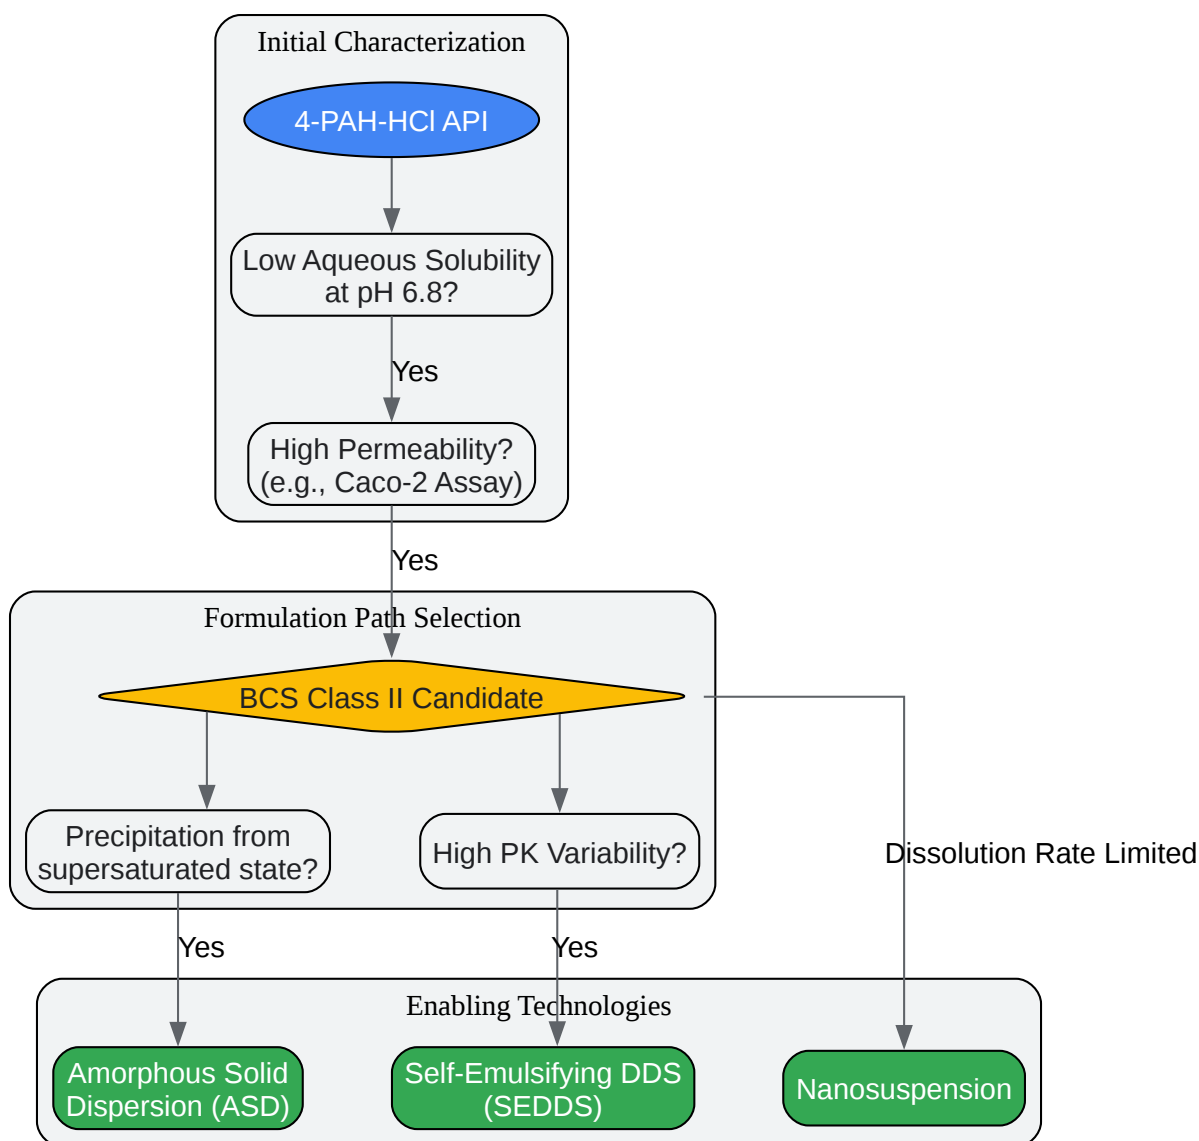 Initial Characterization
4-PAH-HCl API
Low Aqueous Solubility
at pH 6.8?
Yes
High Permeability?
(e.g., Caco-2 Assay)
Yes
Formulation Path Selection
BCS Class II Candidate
Precipitation from
supersaturated state?
High PK Variability?
Dissolution Rate Limited
Yes
Yes
Enabling Technologies
Amorphous Solid
Dispersion (ASD)
Self-Emulsifying DDS
(SEDDS)
Nanosuspension